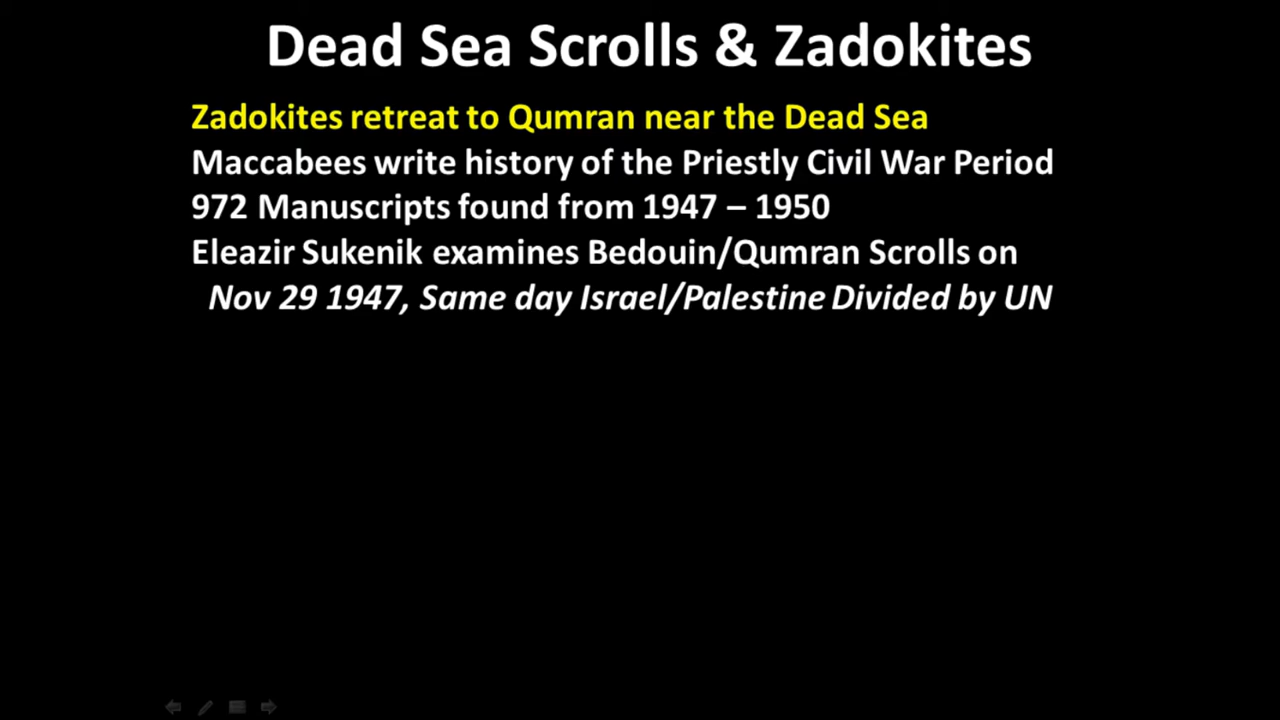 Dead Sea Scrolls & Zadokites
Zadokites retreat to Qumran near the Dead Sea
Maccabees write history of the Priestly Civil War Period
972 Manuscripts found from 1947 – 1950
Eleazir Sukenik examines Bedouin/Qumran Scrolls on
Nov 29 1947, Same day Israel/Palestine Divided by UN